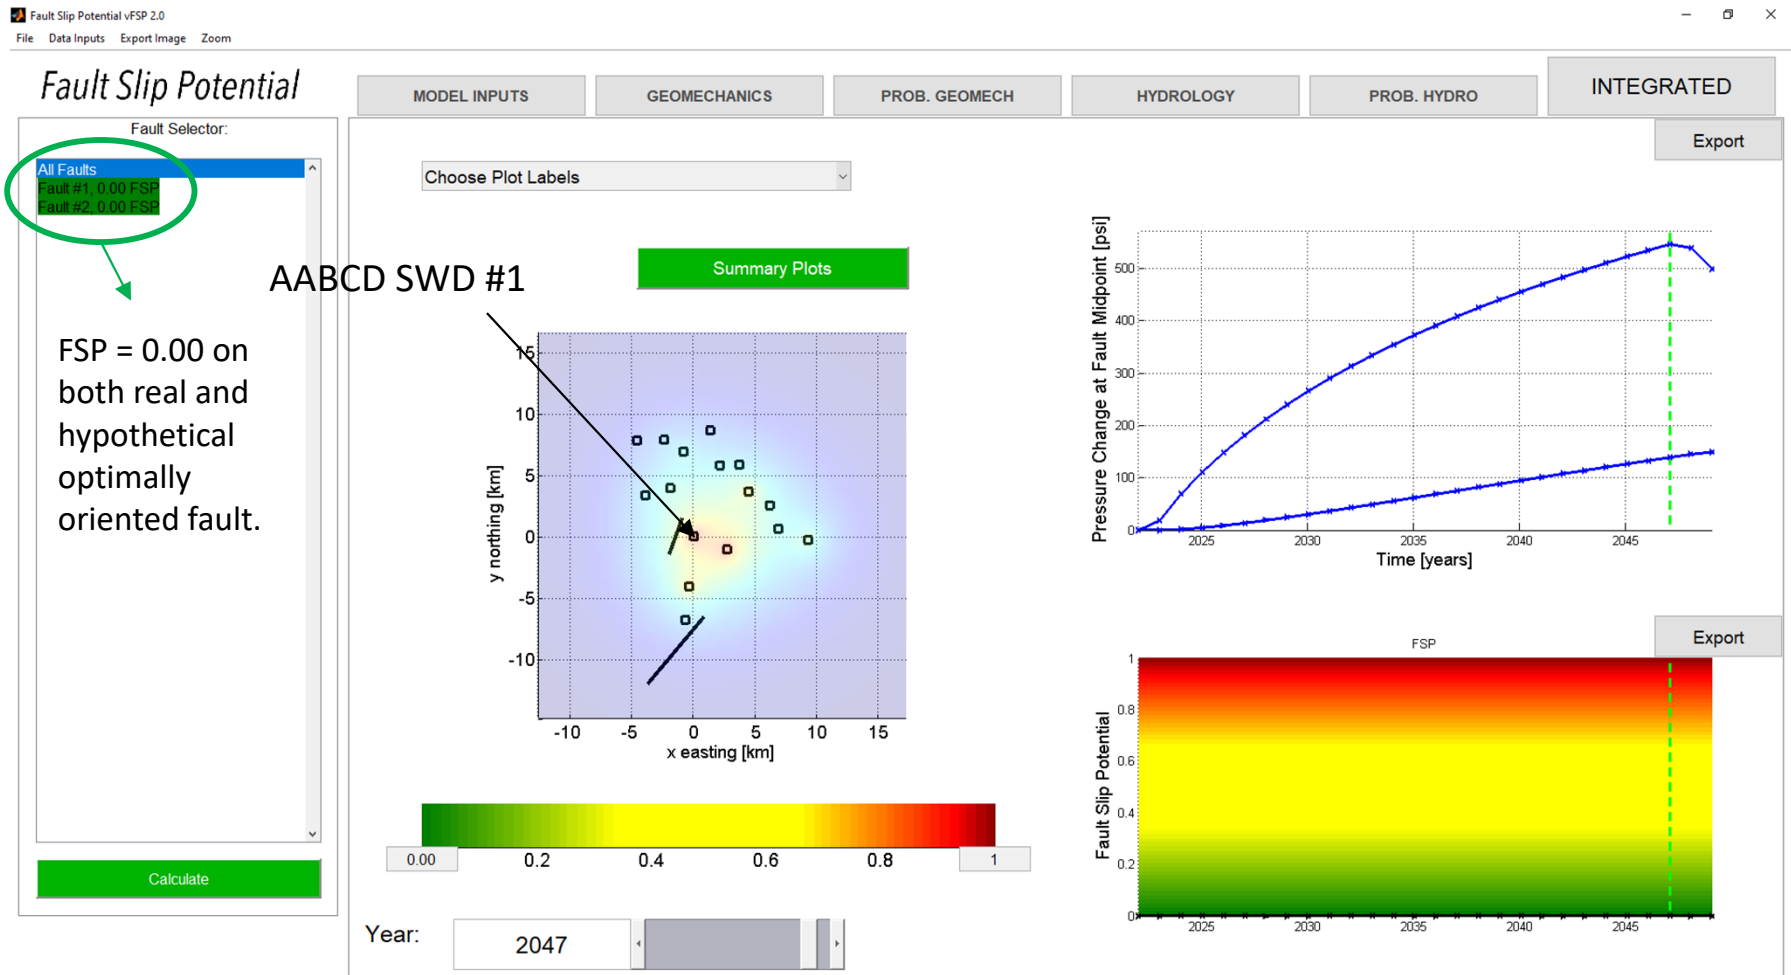 Fault Slip Potential vFSP 2.0
File Data Inputs Export Image Zoom
Fault Slip Potential
MODEL INPUTS
GEOMECHANICS
PROB. GEOMECH
HYDROLOGY
PROB. HYDRO
INTEGRATED
Fault Selector:
All Faults
Fault #1, 0.00 FSP
Fault #2, 0.00 FSP
FSP = 0.00 on
both real and
hypothetical
optimally
oriented fault.
Calculate
Choose Plot Labels
Summary Plots
AABCD SWD #1
15
10
5
0
-5
-10
y northing [km]
-10 -5 0 5 10 15
x easting [km]
0.00 0.2 0.4 0.6 0.8 1
Year:
2047
Export
Pressure Change at Fault Midpoint [psi]
500
400
300
200
100
0
2025 2030 2035 2040 2045
Time [years]
Export
FSP
Fault Slip Potential
1
0.8
0.6
0.4
0.2
0
2025 2030 2035 2040 2045